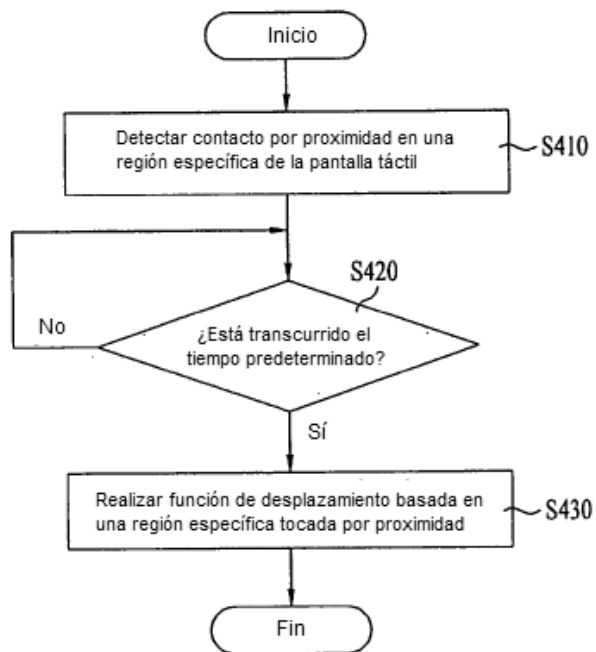 Inicio
Detectar contacto por proximidad en una
región específica de la pantalla táctil
S410
S420
¿Está transcurrido el
tiempo predeterminado?
No
Sí
Realizar función de desplazamiento basada en
una región específica tocada por proximidad
S430
Fin